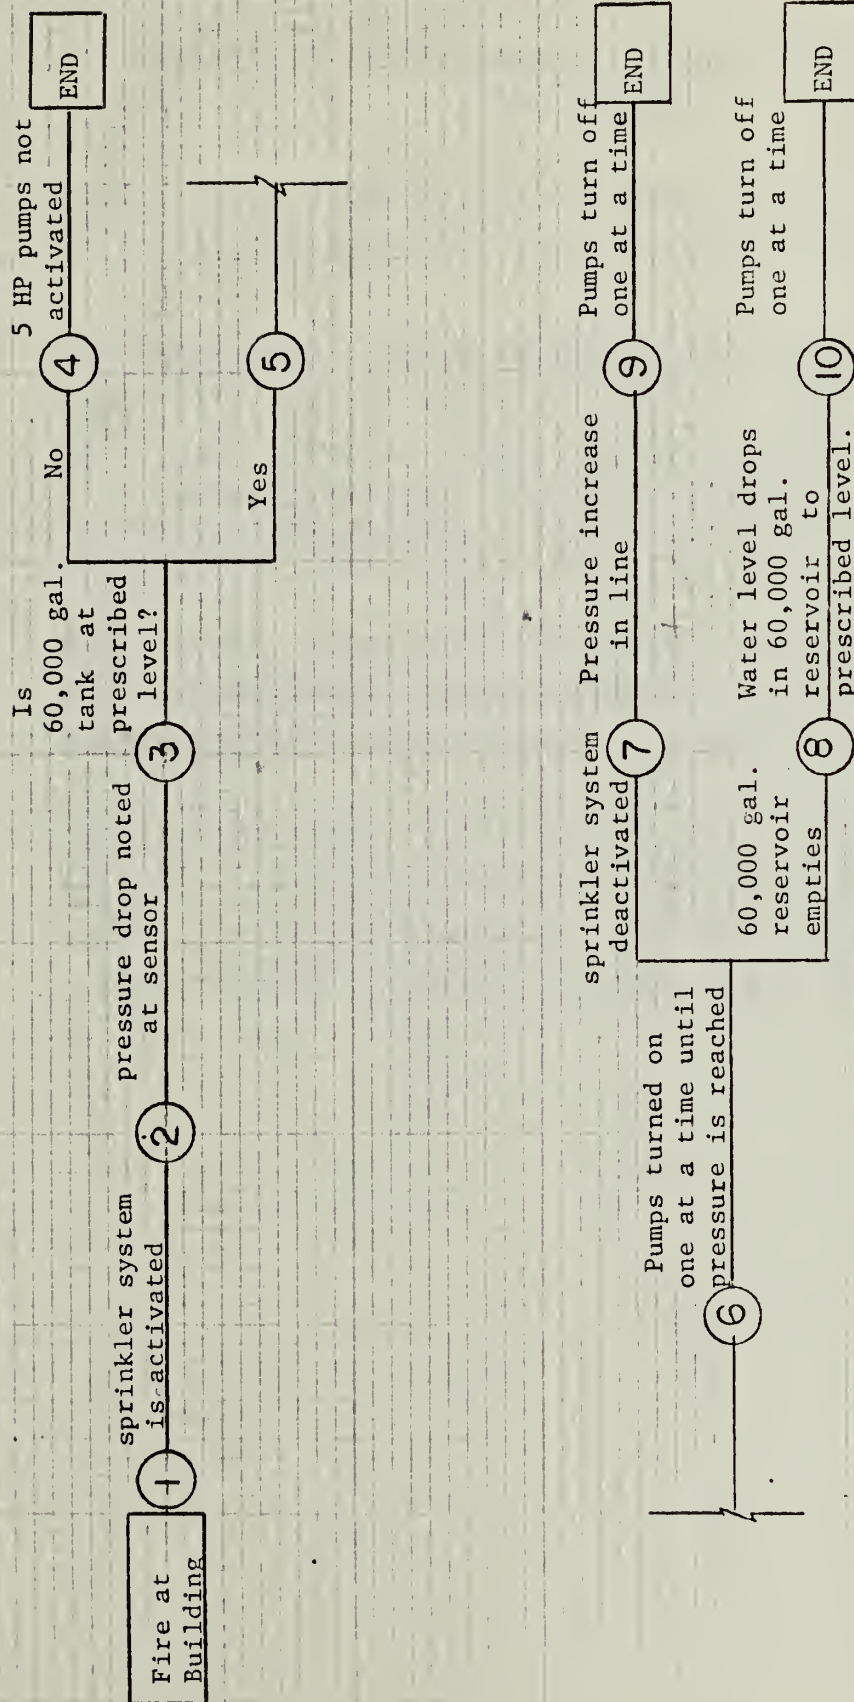 Fire at
Building
1
sprinkler system
is activated
2
pressure drop noted
at sensor
3
Is
60,000 gal.
tank at
prescribed
level?
No
4
5 HP pumps not
activated
END
Yes
5
6
Pumps turned on
one at a time until
pressure is reached
sprinkler system
deactivated
7
Pressure increase
in line
9
Pumps turn off
one at a time
END
60,000 gal.
reservoir
empties
8
Water level drops
in 60,000 gal.
reservoir to
prescribed level.
10
Pumps turn off
one at a time
END